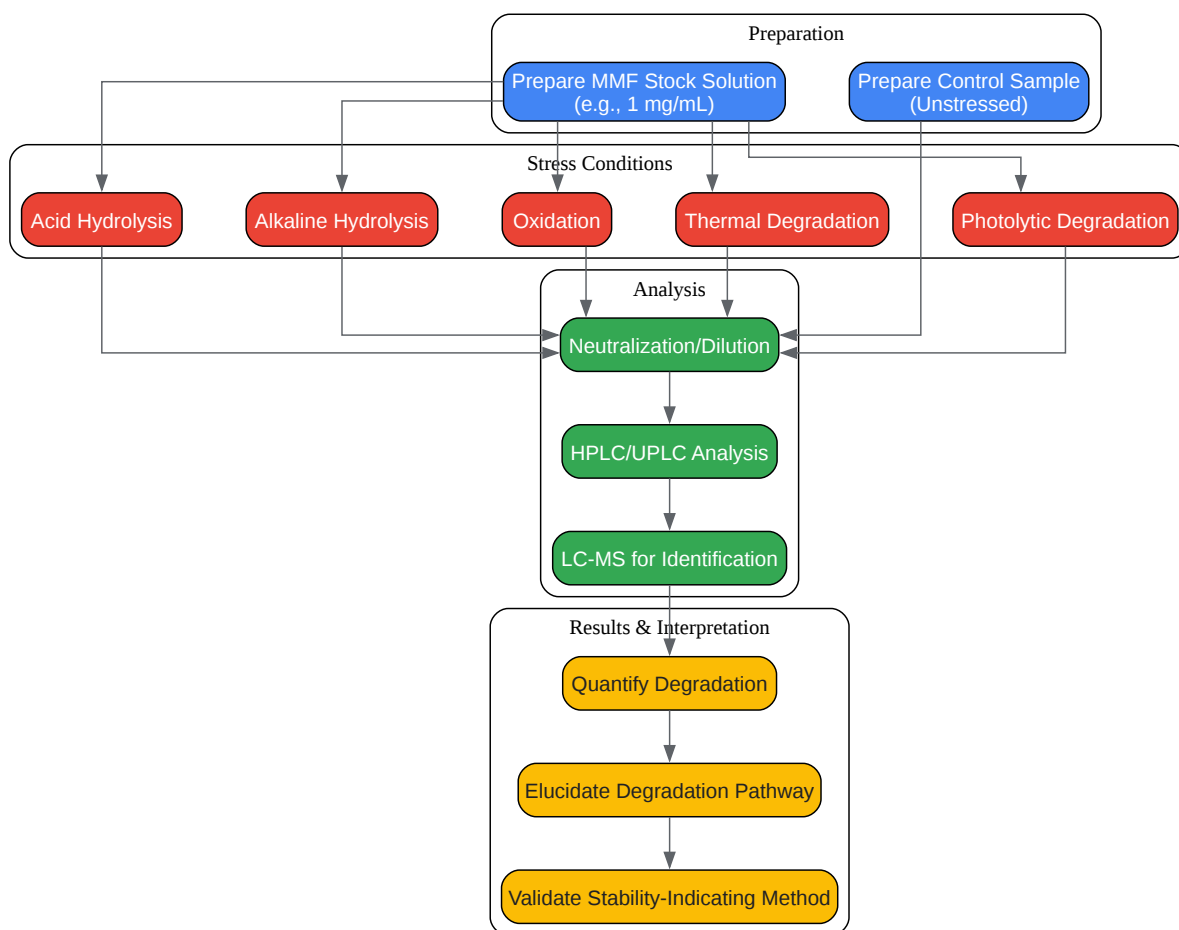 Preparation
Prepare MMF Stock Solution
(e.g., 1 mg/mL)
Prepare Control Sample
(Unstressed)
Stress Conditions
Acid Hydrolysis
Alkaline Hydrolysis
Oxidation
Thermal Degradation
Photolytic Degradation
Analysis
Neutralization/Dilution
HPLC/UPLC Analysis
LC-MS for Identification
Results & Interpretation
Quantify Degradation
Elucidate Degradation Pathway
Validate Stability-Indicating Method